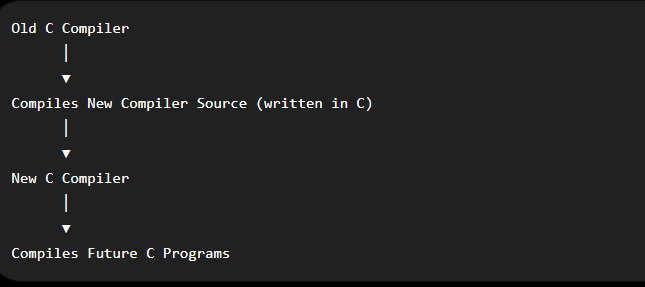 Old C Compiler
│
▼
Compiles New Compiler Source (written in C)
│
▼
New C Compiler
│
▼
Compiles Future C Programs